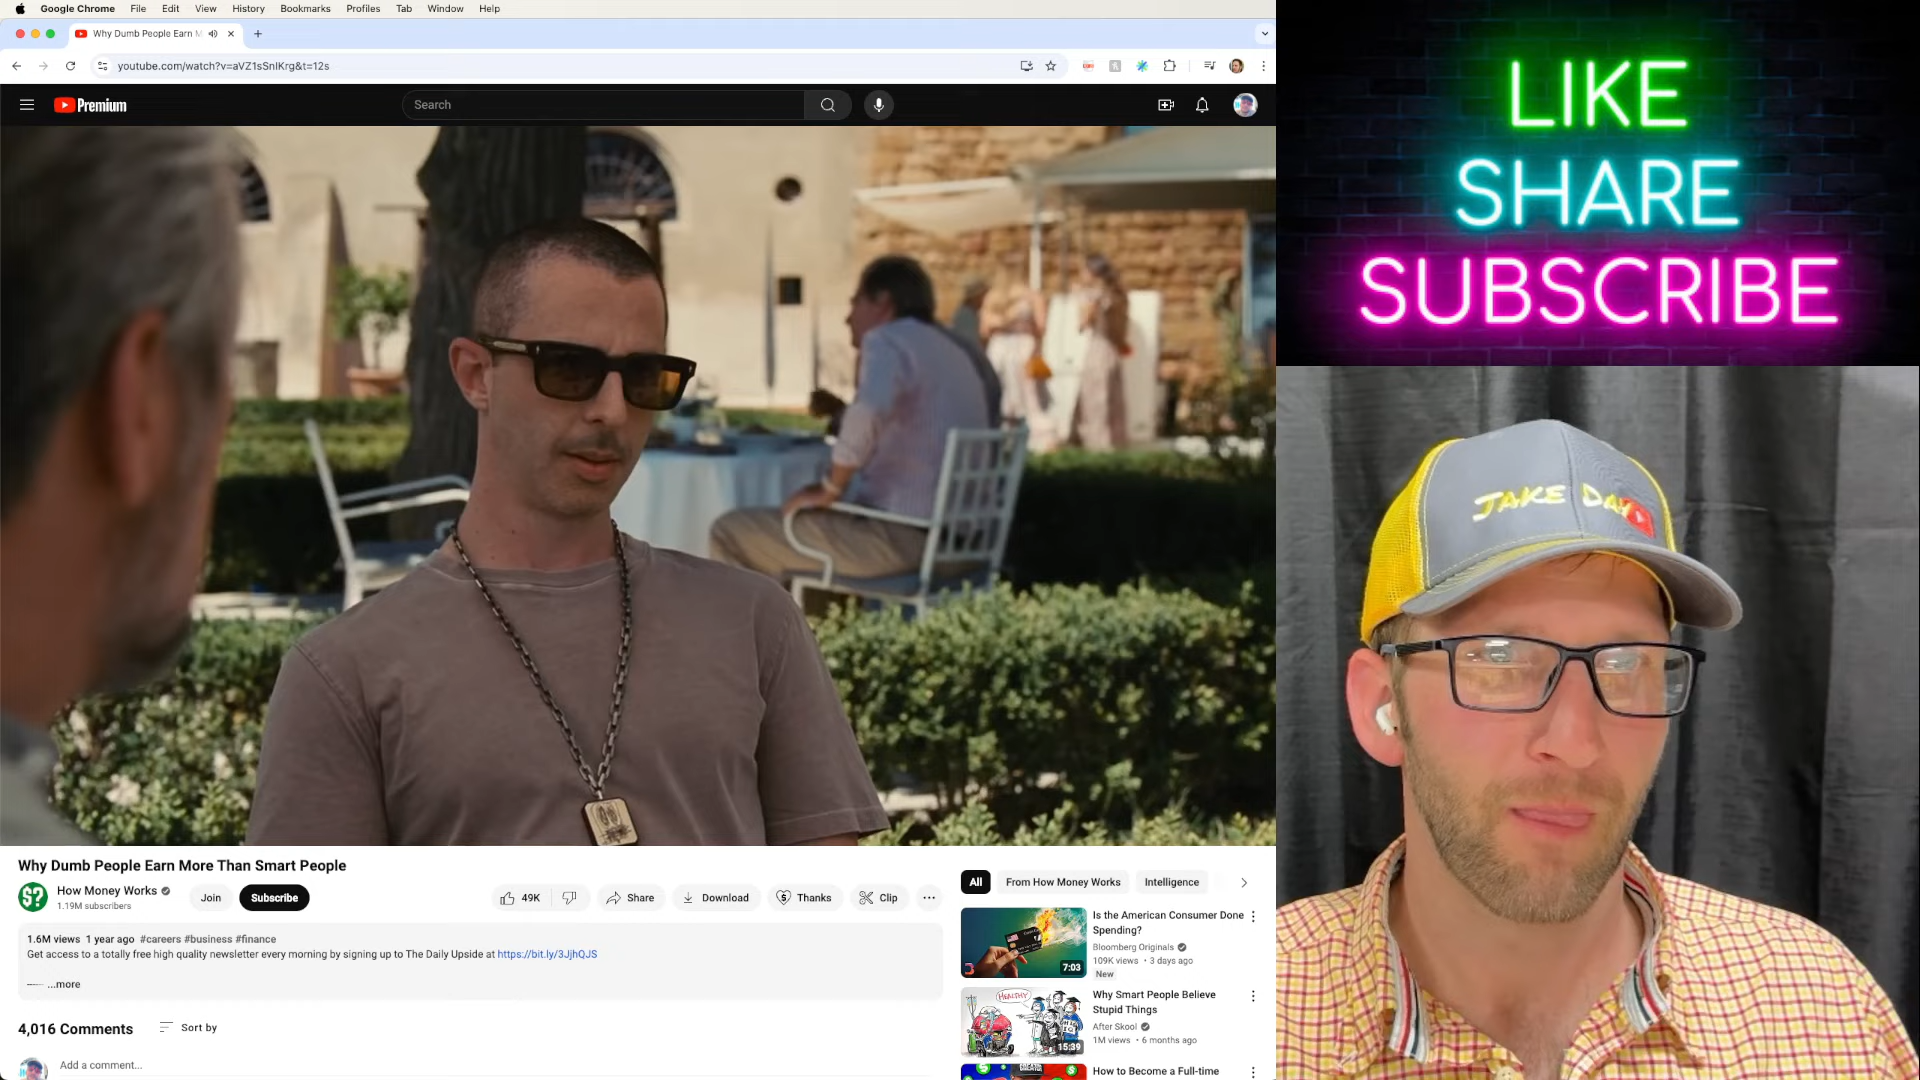 Google Chrome File Edit View History Bookmarks Profiles Tab Window Help
Why Dumb People Earn M
youtube.com/watch?v=aVZ1sSnIKrg&t=12s
Premium
Search
LIKE
SHARE
SUBSCRIBE
JAKE DAY
Why Dumb People Earn More Than Smart People
$?
How Money Works
1.19M subscribers
Join
Subscribe
49K
Share
Download
Thanks
Clip
1.6M views 1 year ago #careers #business #finance
Get access to a totally free high quality newsletter every morning by signing up to The Daily Upside at https://bit.ly/3JjhQJS
----- ...more
4,016 Comments
Sort by
Add a comment...
All
From How Money Works
Intelligence
Is the American Consumer Done
Spending?
Bloomberg Originals
109K views • 3 days ago
New
7:03
Why Smart People Believe
Stupid Things
After Skool
1M views • 6 months ago
HEALTHY
15:39
How to Become a Full-time